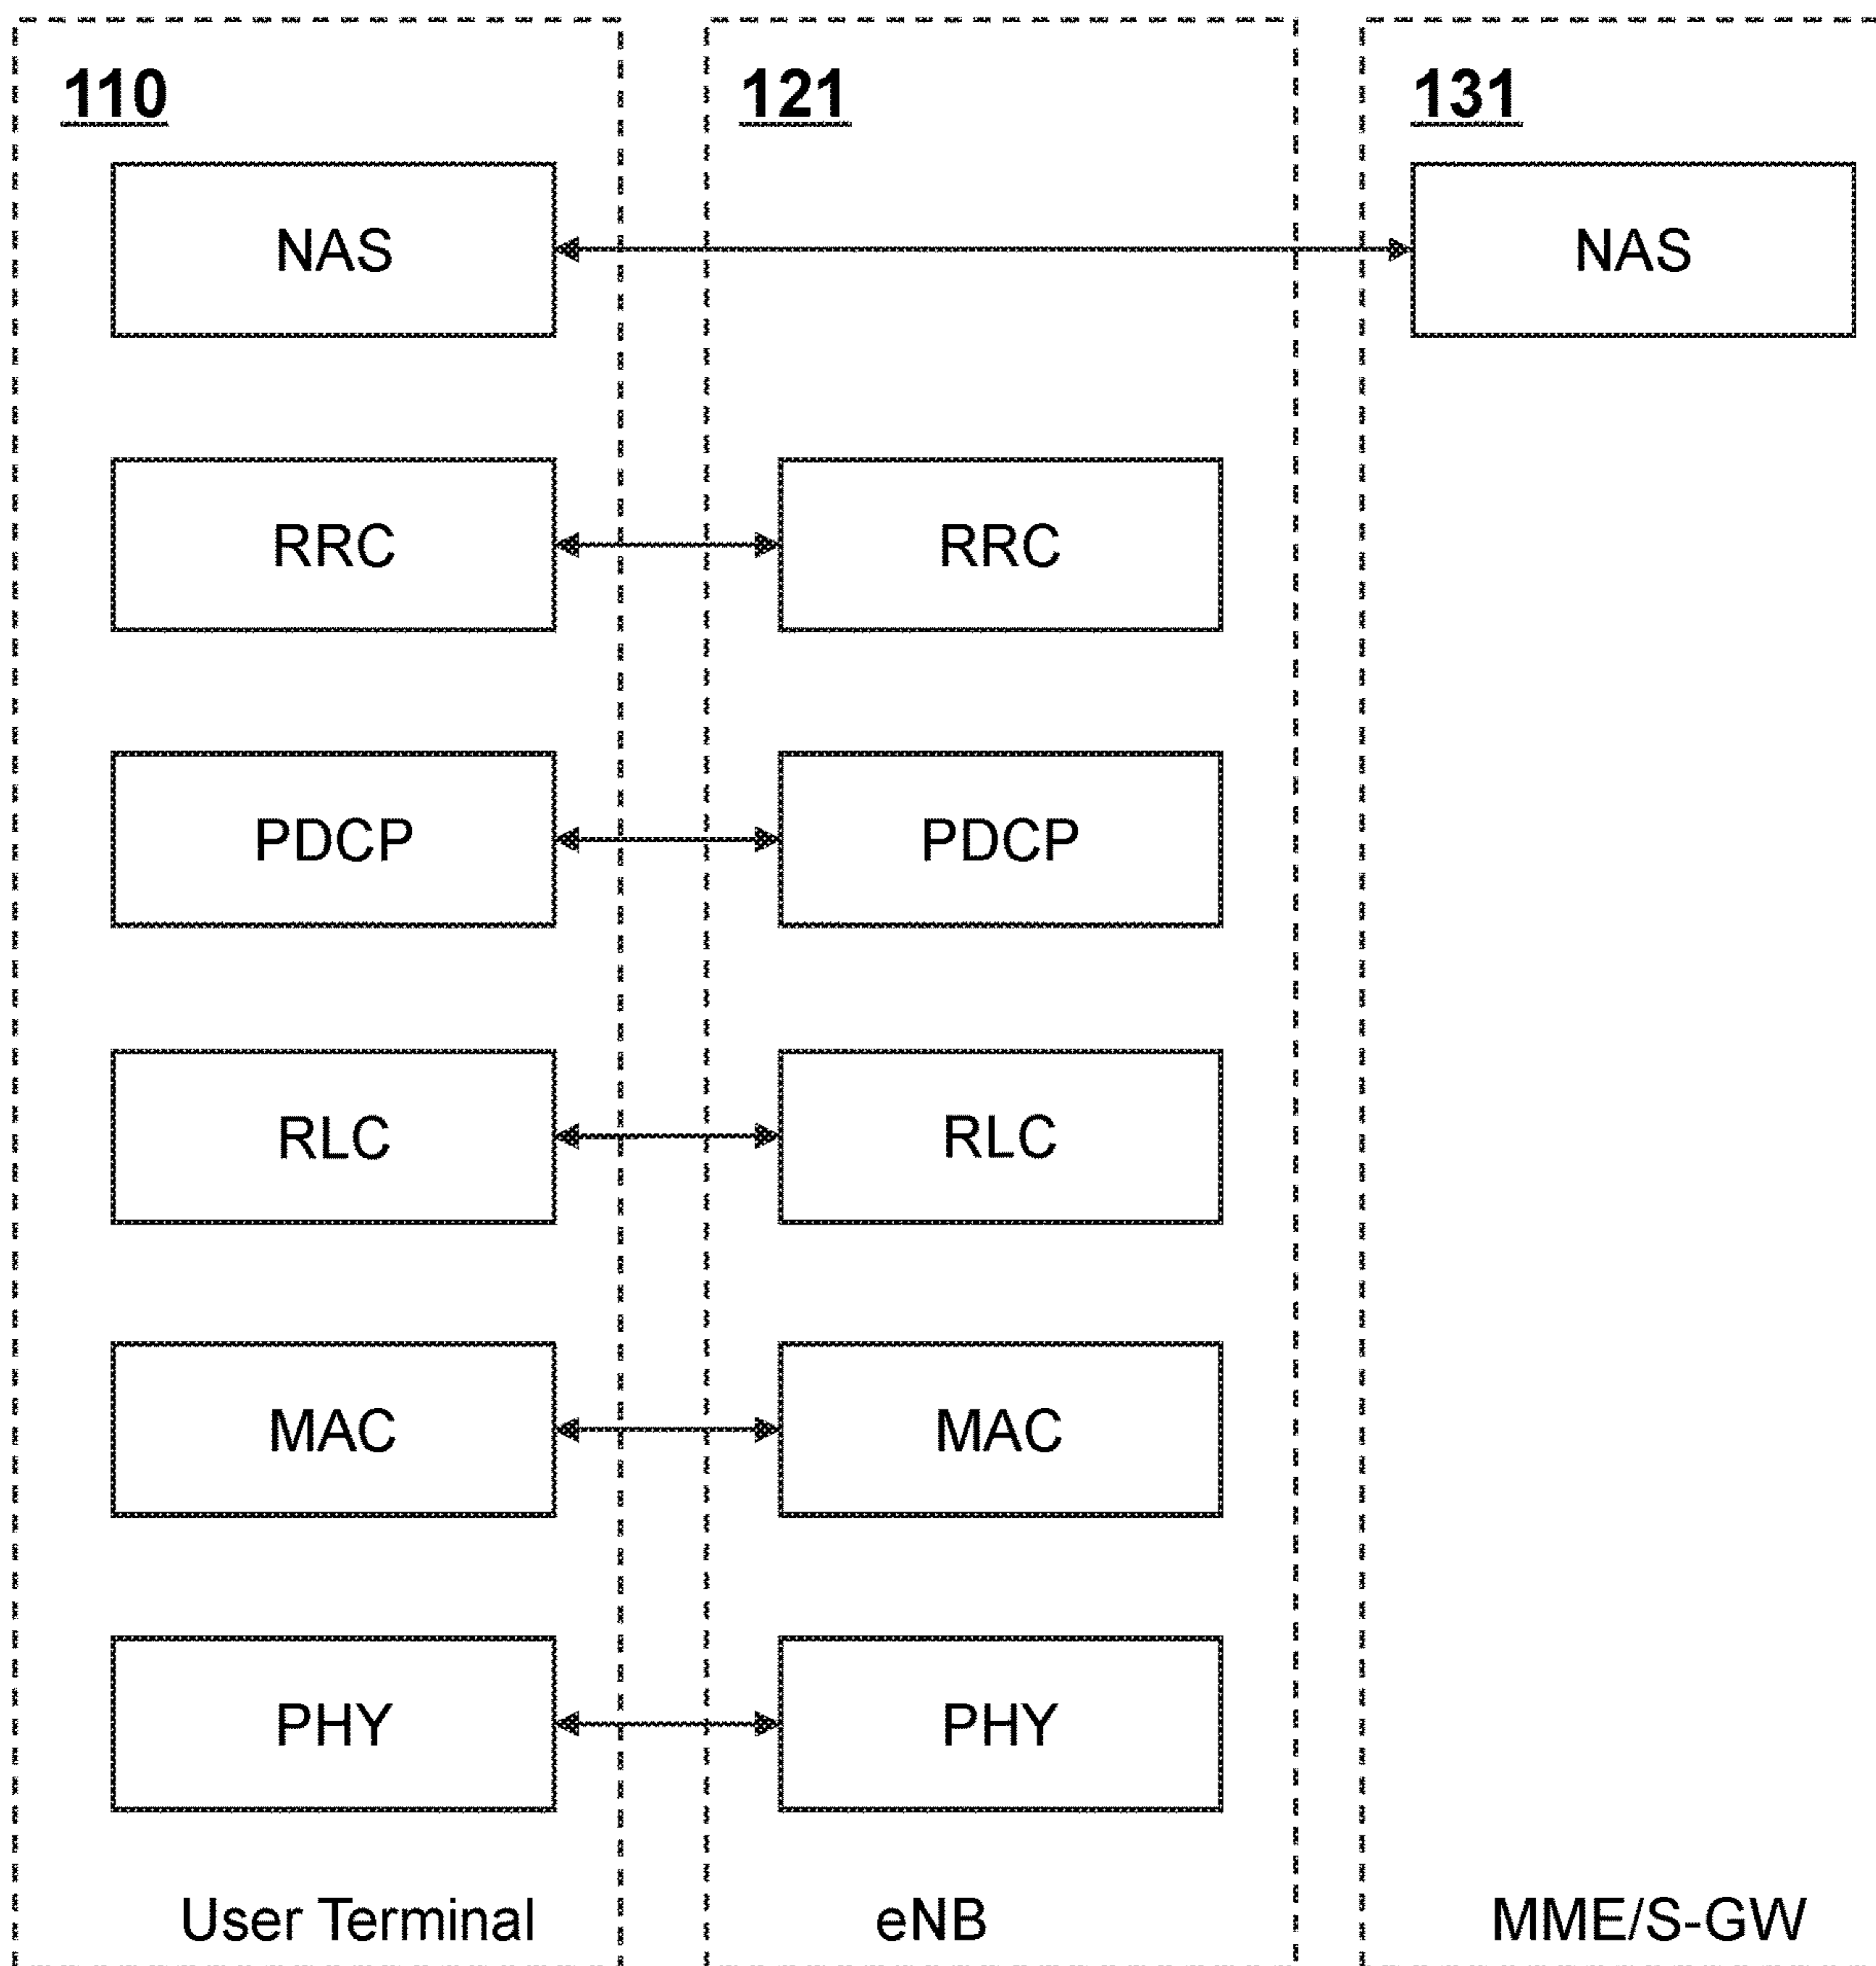 110 121 131
NAS NAS
RRC RRC
PDCP PDCP
RLC RLC
MAC MAC
PHY PHY
User Terminal eNB MME/S-GW